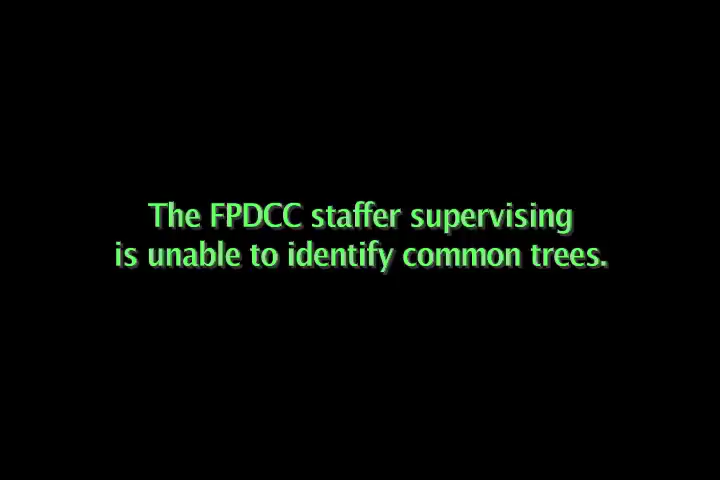 The FPDCC staffer supervising
is unable to identify common trees.